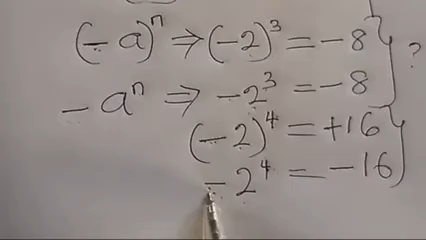 (-a)ⁿ ⇒ (-2)³ = -8
?
-aⁿ ⇒ -2³ = -8
(-2)⁴ = +16
-2⁴ = -16